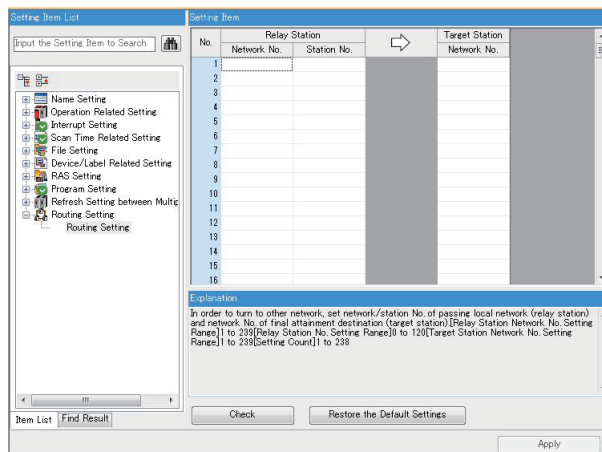 Setting Item List
Input the Setting Item to Search
Name Setting
Operation Related Setting
Interrupt Setting
Scan Time Related Setting
File Setting
Device/Label Related Setting
RAS Setting
Program Setting
Refresh Setting between Multip
Routing Setting
Routing Setting
Item List
Find Result
Setting Item
No.
Relay Station
Target Station
Network No.
Station No.
Network No.
1
2
3
4
5
6
7
8
9
10
11
12
13
14
15
16
Explanation
In order to turn to other network, set network/station No. of passing local network (relay station)
and network No. of final attainment destination (target station).[Relay Station Network No. Setting
Range]1 to 239[Relay Station No. Setting Range]0 to 120[Target Station Network No. Setting
Range]1 to 239[Setting Count]1 to 238
Check
Restore the Default Settings
Apply